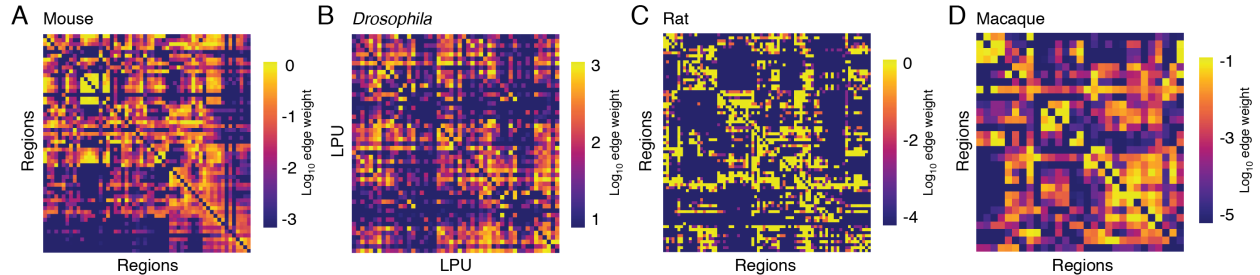 A Mouse
Regions
Regions
0
-1
-2
-3
Log10 edge weight
B Drosophila
LPU
LPU
3
2
1
Log10 edge weight
C Rat
Regions
Regions
0
-2
-4
Log10 edge weight
D Macaque
Regions
Regions
-1
-3
-5
Log10 edge weight